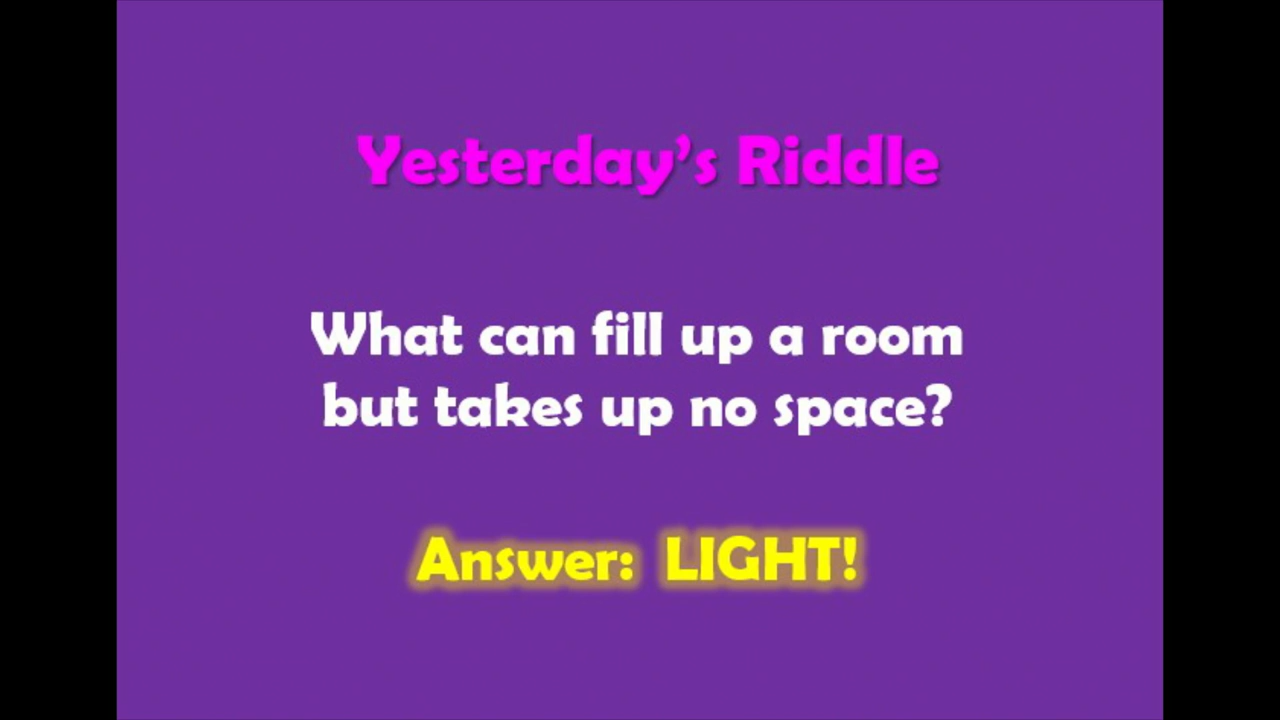 Yesterday’s Riddle
What can fill up a room
but takes up no space?
Answer: LIGHT!